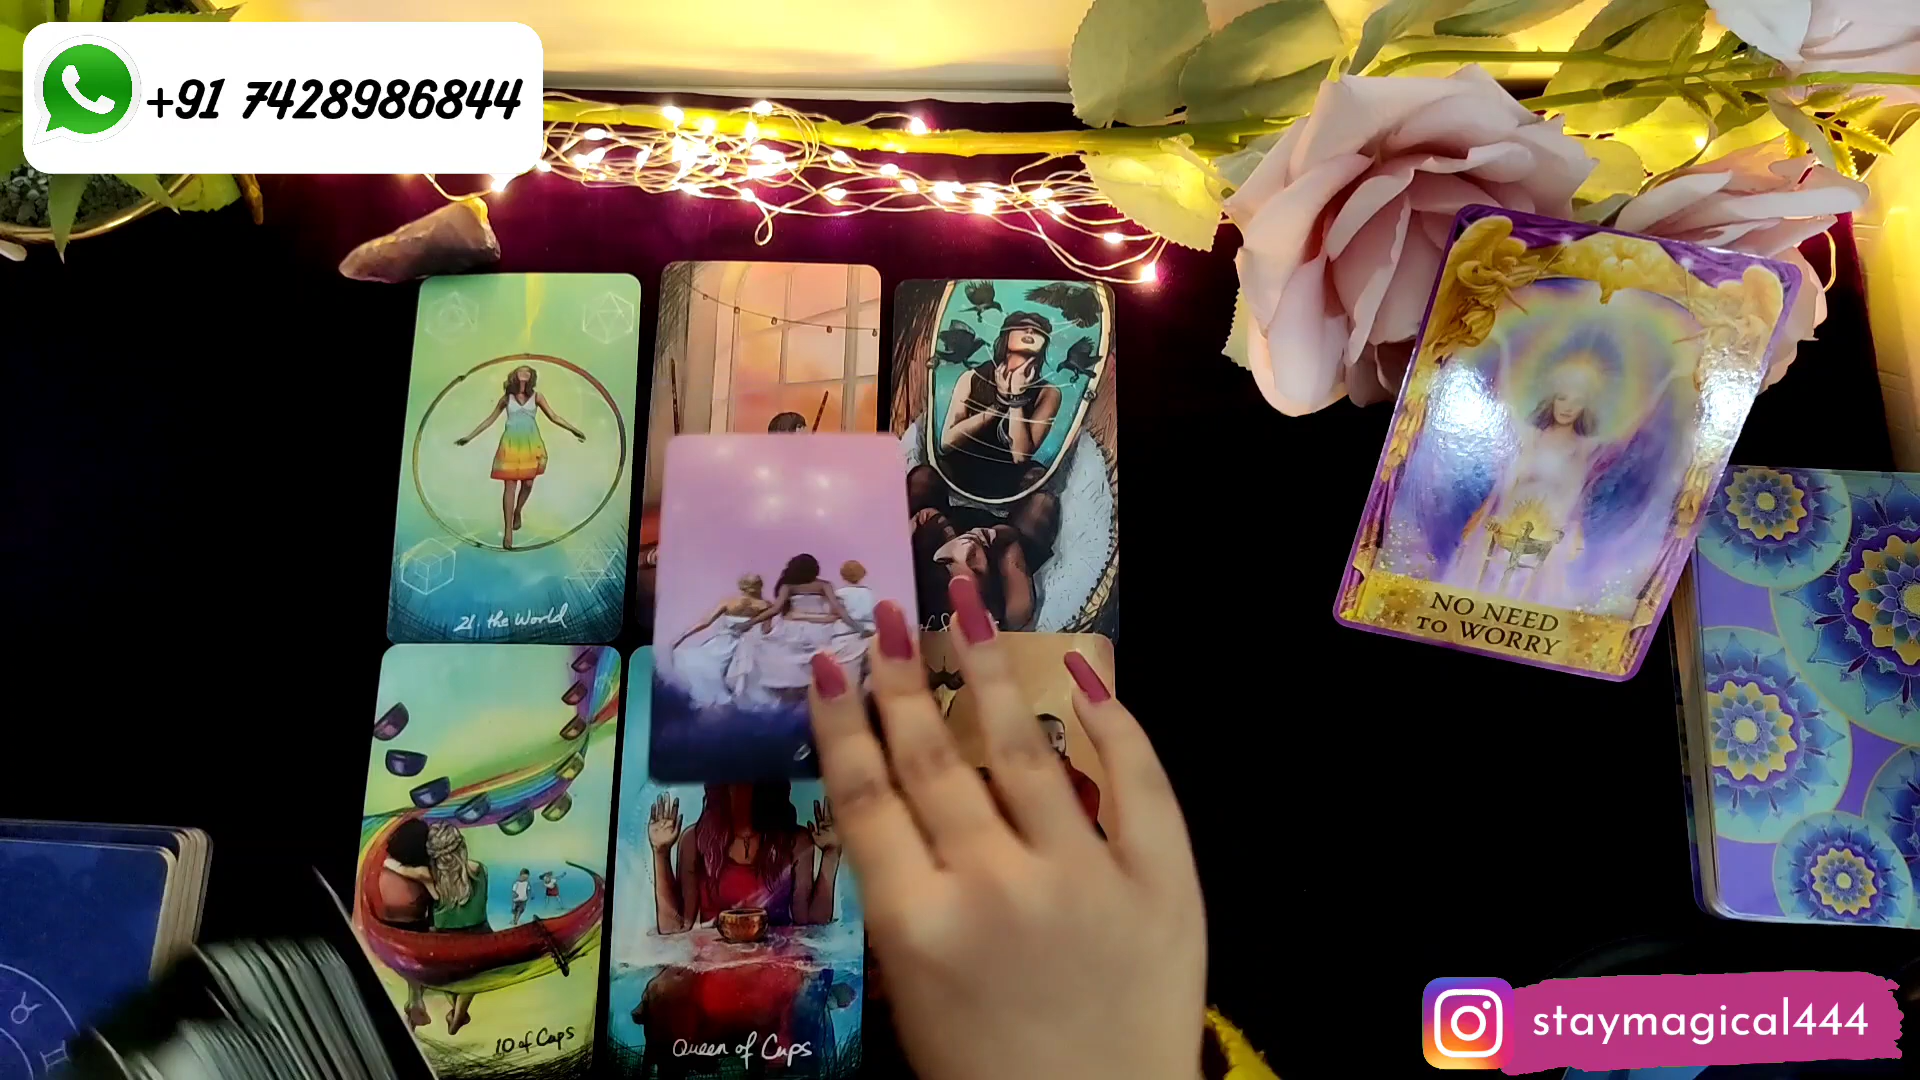 +91 7428986844
21. the World
NO NEED
TO WORRY
10 of Cups
Queen of Cups
staymagical444